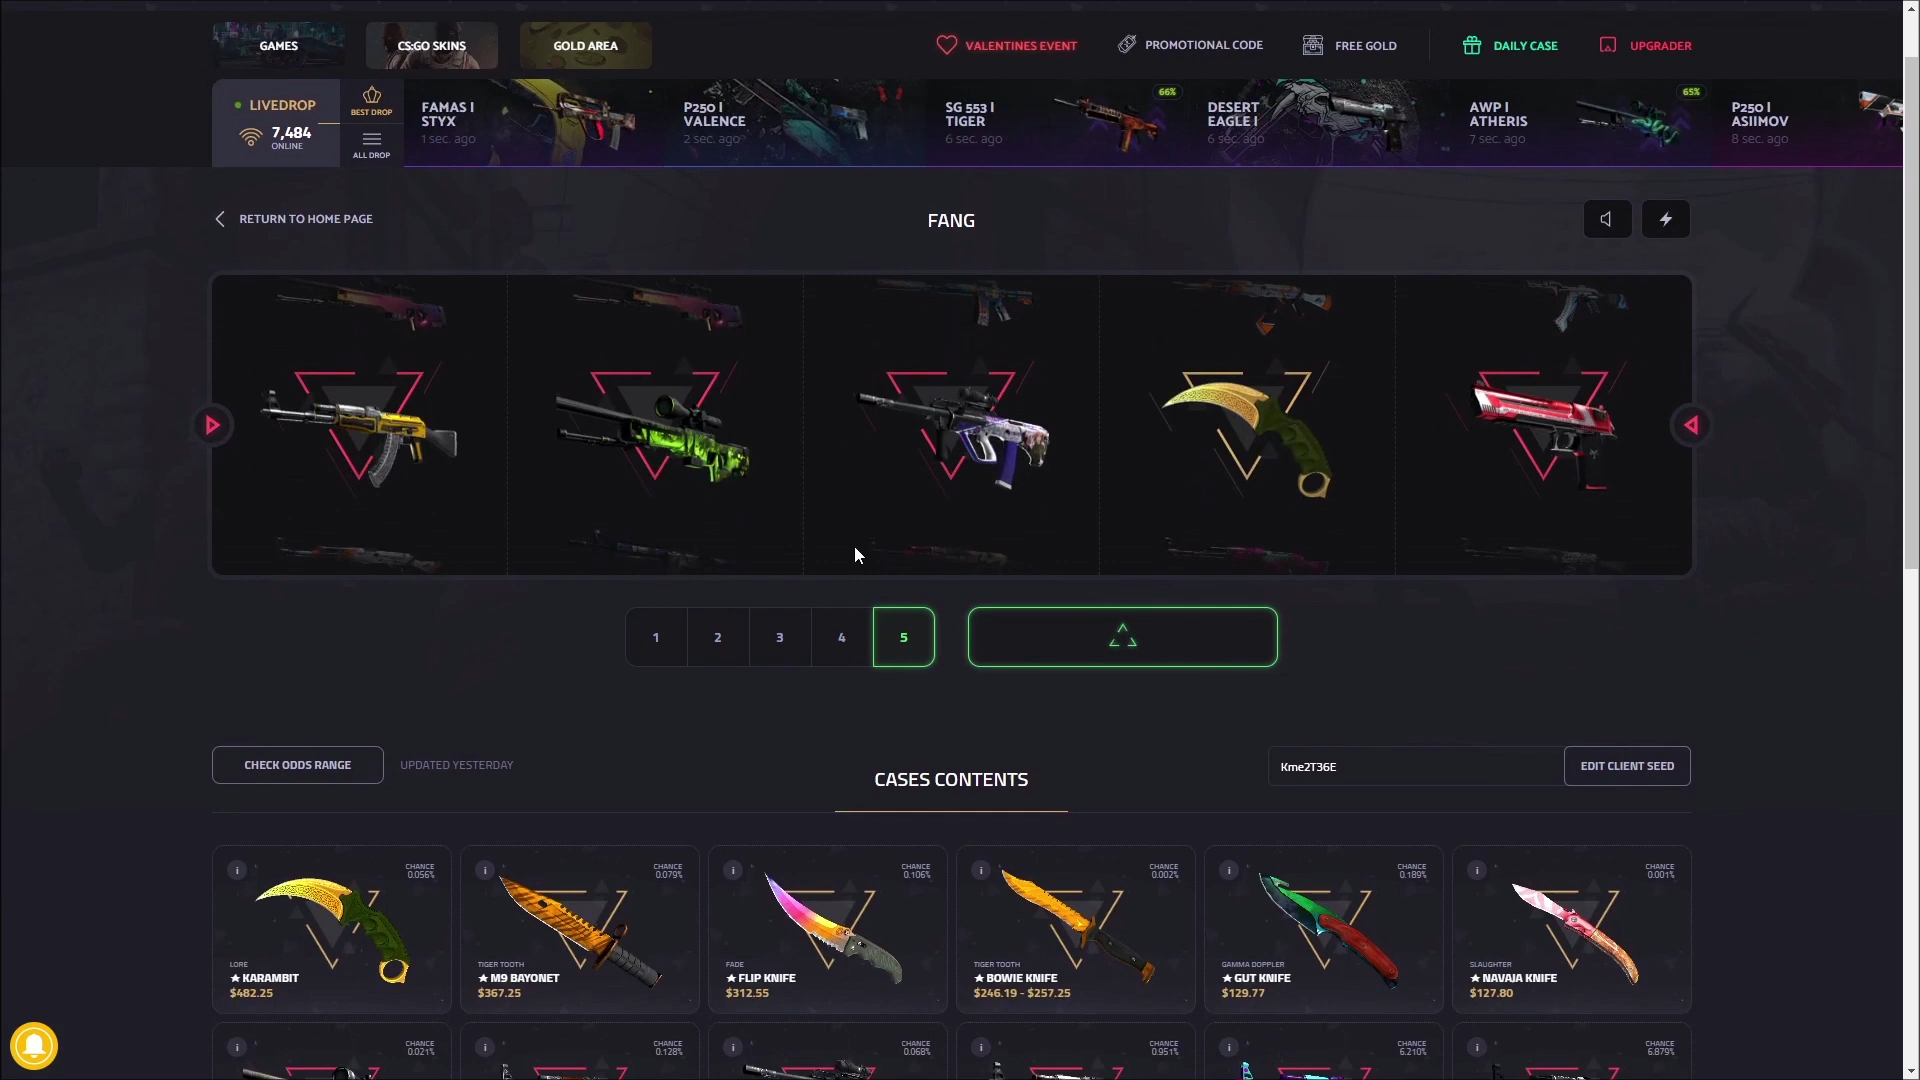 GAMES
CS:GO SKINS
GOLD AREA
VALENTINES EVENT
PROMOTIONAL CODE
FREE GOLD
DAILY CASE
UPGRADER
LIVEDROP
7,484
ONLINE
BEST DROP
ALL DROP
FAMAS |
STYX
1 sec. ago
P250 |
VALENCE
2 sec. ago
SG 553 |
TIGER
6 sec. ago
66%
DESERT
EAGLE |
6 sec. ago
AWP |
ATHERIS
7 sec. ago
65%
P250 |
ASIIMOV
8 sec. ago
RETURN TO HOME PAGE
FANG
1
2
3
4
5
CHECK ODDS RANGE
UPDATED YESTERDAY
CASES CONTENTS
Kme2T36E
EDIT CLIENT SEED
CHANCE
0.056%
LORE
★ KARAMBIT
$482.25
CHANCE
0.079%
TIGER TOOTH
★ M9 BAYONET
$367.25
CHANCE
0.106%
FADE
★ FLIP KNIFE
$312.55
CHANCE
0.002%
TIGER TOOTH
★ BOWIE KNIFE
$246.19 - $257.25
CHANCE
0.189%
GAMMA DOPPLER
★ GUT KNIFE
$129.77
CHANCE
0.001%
SLAUGHTER
★ NAVAJA KNIFE
$127.80
CHANCE
0.021%
CHANCE
0.128%
CHANCE
0.068%
CHANCE
0.951%
CHANCE
6.210%
CHANCE
6.879%